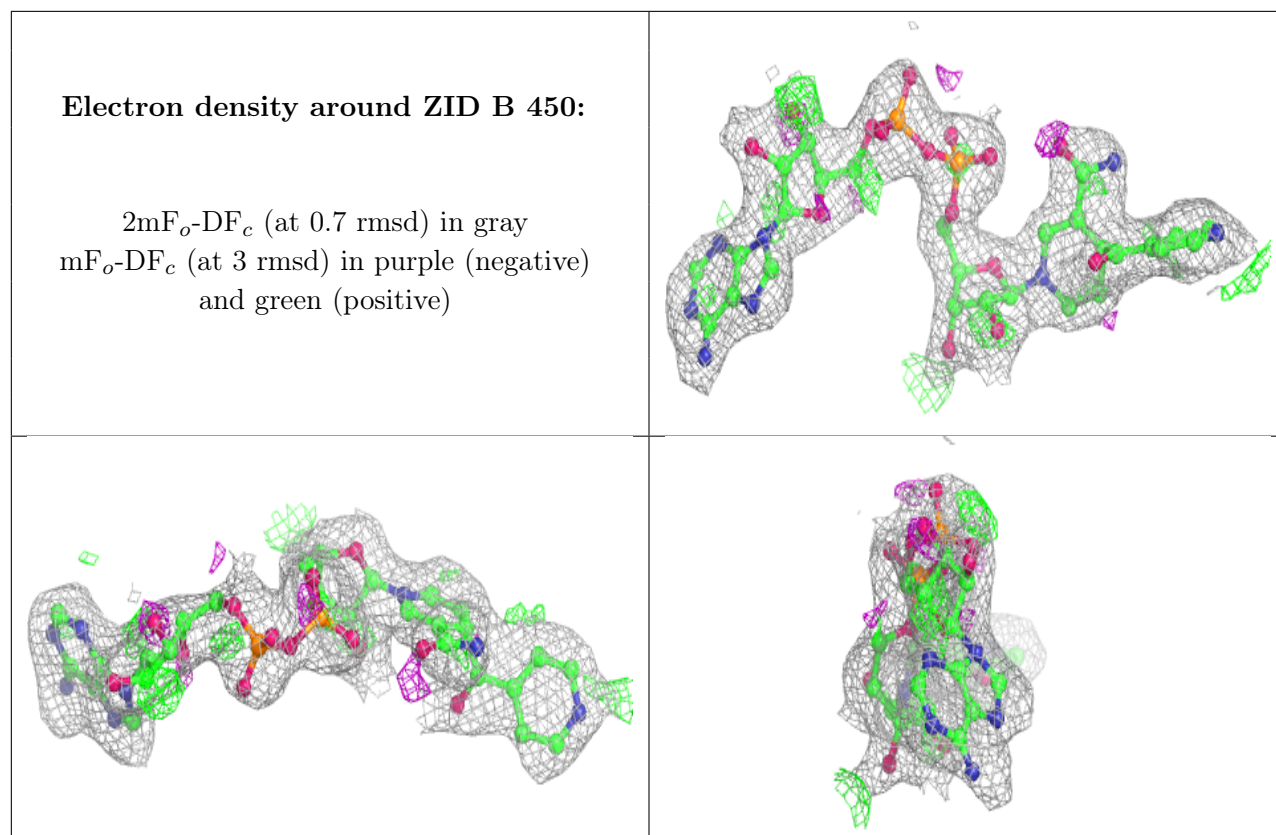 Electron density around ZID B 450:
2mFo-DFc (at 0.7 rmsd) in gray
mFo-DFc (at 3 rmsd) in purple (negative)
and green (positive)